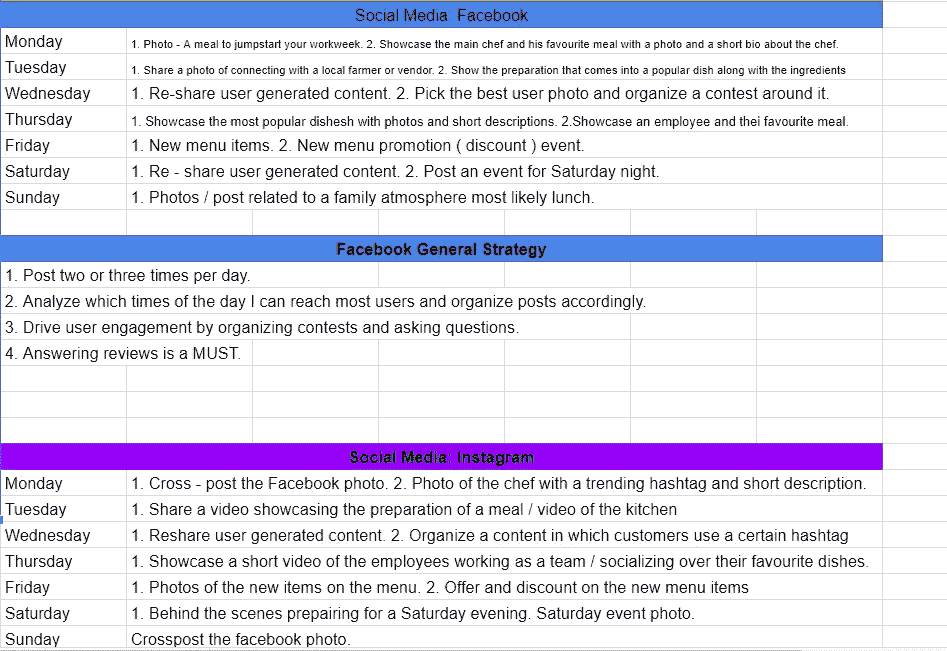 Social Media: Facebook
Monday 1. Photo - A meal to jumpstart your workweek. 2. Showcase the main chef and his favourite meal with a photo and a short bio about the chef.
Tuesday 1. Share a photo of connecting with a local farmer or vendor. 2. Show the preparation that comes into a popular dish along with the ingredients
Wednesday 1. Re-share user generated content. 2. Pick the best user photo and organize a contest around it.
Thursday 1. Showcase the most popular dishesh with photos and short descriptions. 2.Showcase an employee and thei favourite meal.
Friday 1. New menu items. 2. New menu promotion ( discount ) event.
Saturday 1. Re - share user generated content. 2. Post an event for Saturday night.
Sunday 1. Photos / post related to a family atmosphere most likely lunch.
Facebook General Strategy
1. Post two or three times per day.
2. Analyze which times of the day I can reach most users and organize posts accordingly.
3. Drive user engagement by organizing contests and asking questions.
4. Answering reviews is a MUST.
Social Media: Instagram
Monday 1. Cross - post the Facebook photo. 2. Photo of the chef with a trending hashtag and short description.
Tuesday 1. Share a video showcasing the preparation of a meal / video of the kitchen
Wednesday 1. Reshare user generated content. 2. Organize a content in which customers use a certain hashtag
Thursday 1. Showcase a short video of the employees working as a team / socializing over their favourite dishes.
Friday 1. Photos of the new items on the menu. 2. Offer and discount on the new menu items
Saturday 1. Behind the scenes prepairing for a Saturday evening. Saturday event photo.
Sunday Crosspost the facebook photo.